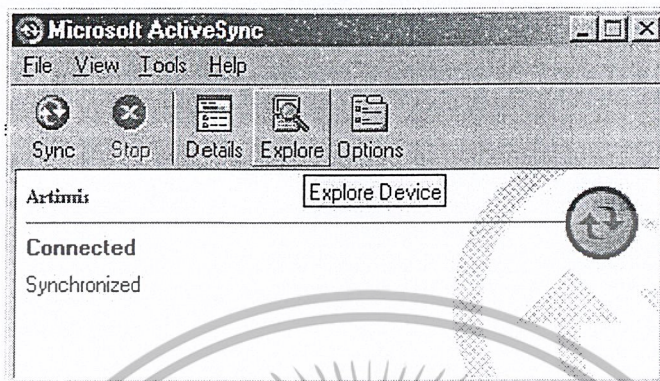 Microsoft ActiveSync
File View Tools Help
Sync Stop Details Explore Options
Artimis
Explore Device
Connected
Synchronized